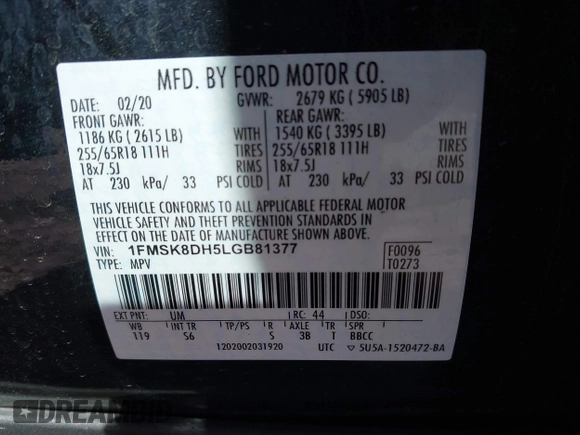 MFD. BY FORD MOTOR CO.
DATE: 02/20 GVWR: 2679 KG ( 5905 LB)
FRONT GAWR: REAR GAWR:
1186 KG ( 2615 LB) WITH 1540 KG ( 3395 LB) WITH
255/65R18 111H TIRES 255/65R18 111H TIRES
18x7.5J RIMS 18x7.5J RIMS
AT 230 kPa/ 33 PSI COLD AT 230 kPa/ 33 PSI COLD
THIS VEHICLE CONFORMS TO ALL APPLICABLE FEDERAL MOTOR
VEHICLE SAFETY AND THEFT PREVENTION STANDARDS IN
EFFECT ON THE DATE OF MANUFACTURE SHOWN ABOVE.
VIN: 1FMSK8DH5LGB81377 F0096
TYPE: MPV T0273
EXT PNT: UM RC: 44 DSO:
WB INT TR TP/PS R AXLE TR SPR
119 S6 S 3B T BBCC
1202002031920 UTC 5U5A-1520472-BA
DREAMBID